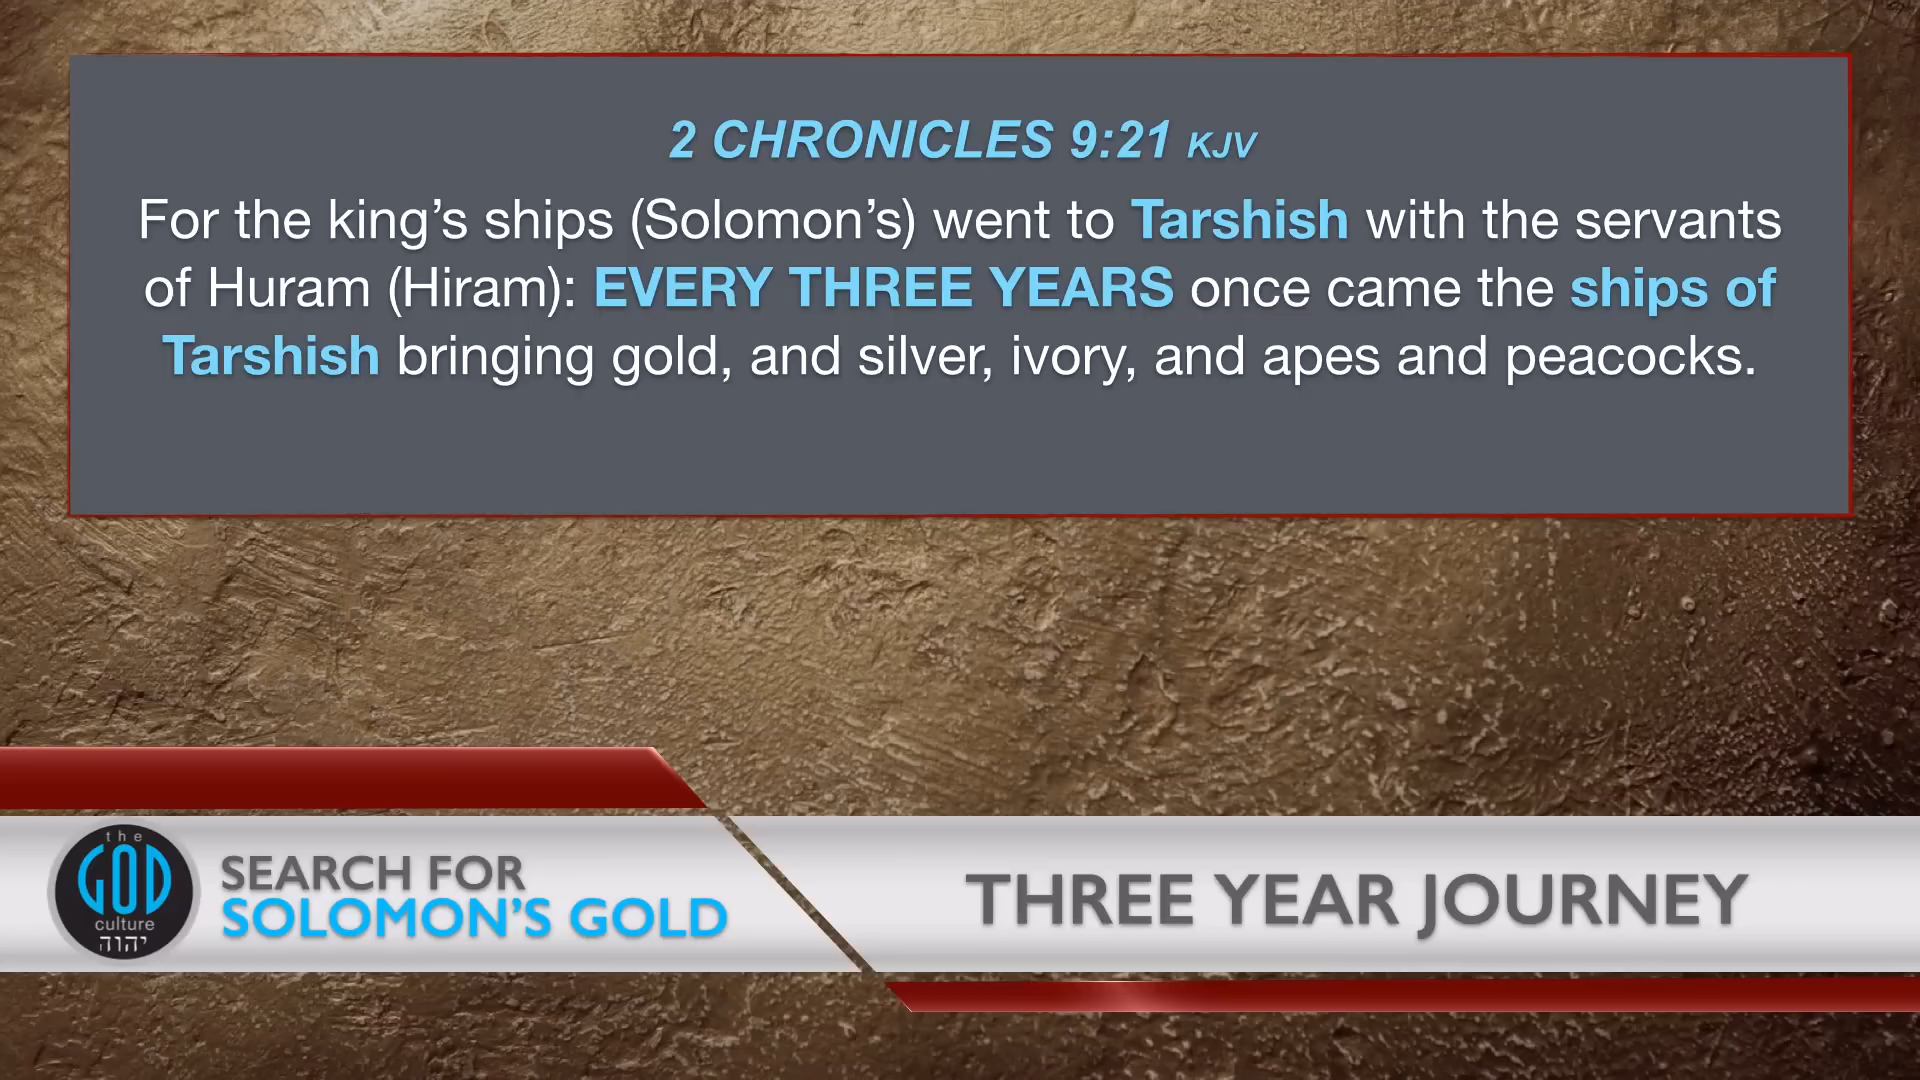 2 CHRONICLES 9:21 KJV
For the king’s ships (Solomon’s) went to Tarshish with the servants
of Huram (Hiram): EVERY THREE YEARS once came the ships of
Tarshish bringing gold, and silver, ivory, and apes and peacocks.
the
GOD
culture
יהוה
SEARCH FOR
SOLOMON’S GOLD
THREE YEAR JOURNEY